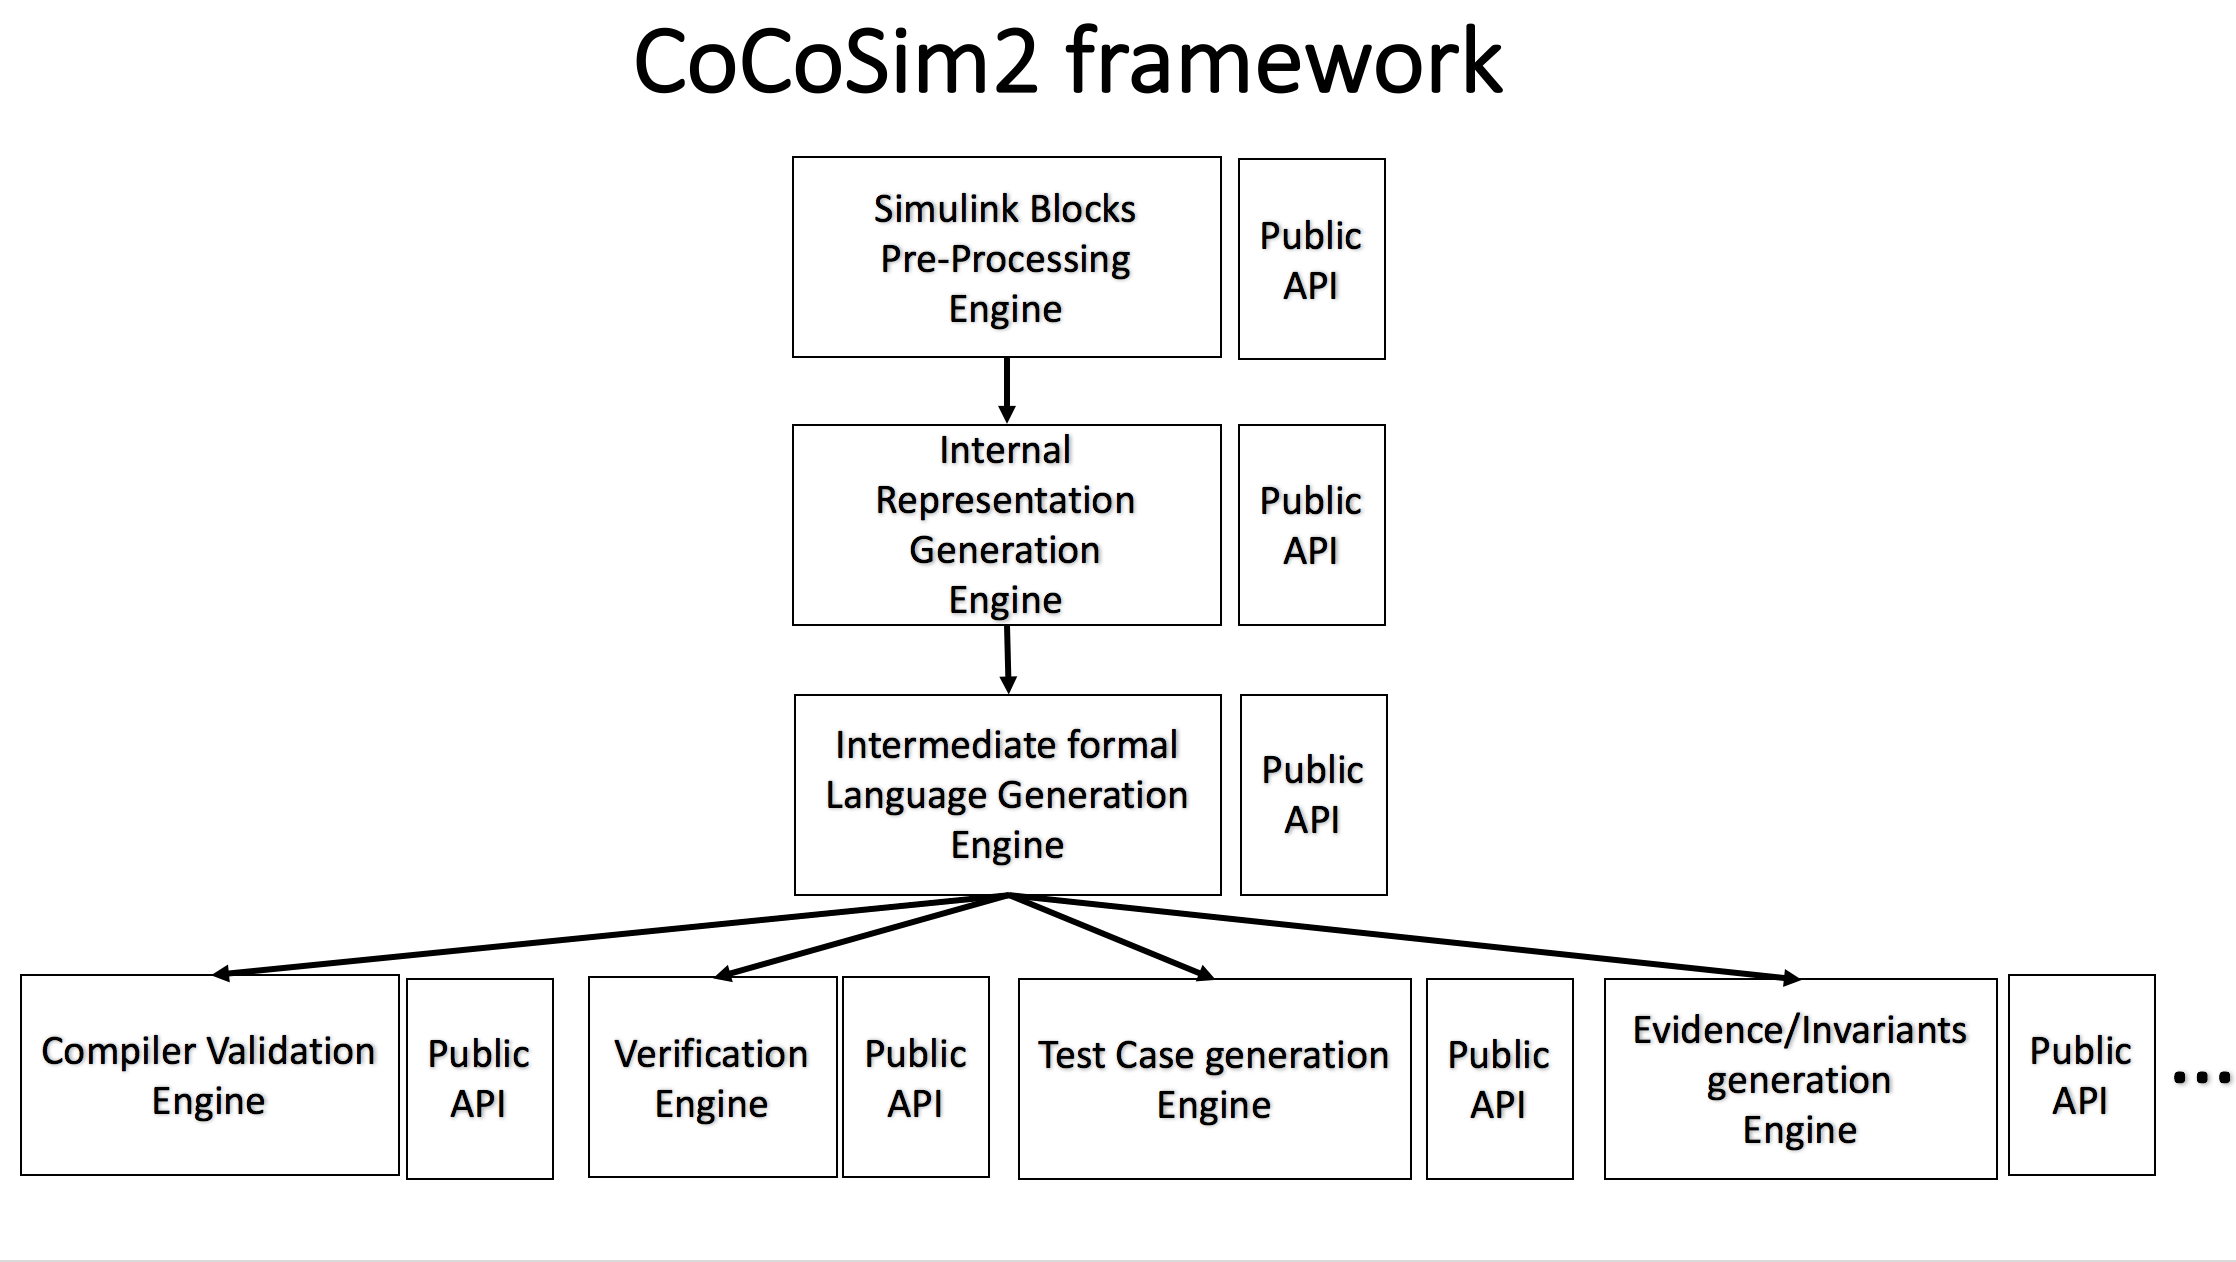 CoCoSim2 framework
Simulink Blocks
Pre-Processing
Engine
Public
API
Internal
Representation
Generation
Engine
Public
API
Intermediate formal
Language Generation
Engine
Public
API
Compiler Validation
Engine
Public
API
Verification
Engine
Public
API
Test Case generation
Engine
Public
API
Evidence/Invariants
generation
Engine
Public
API
...